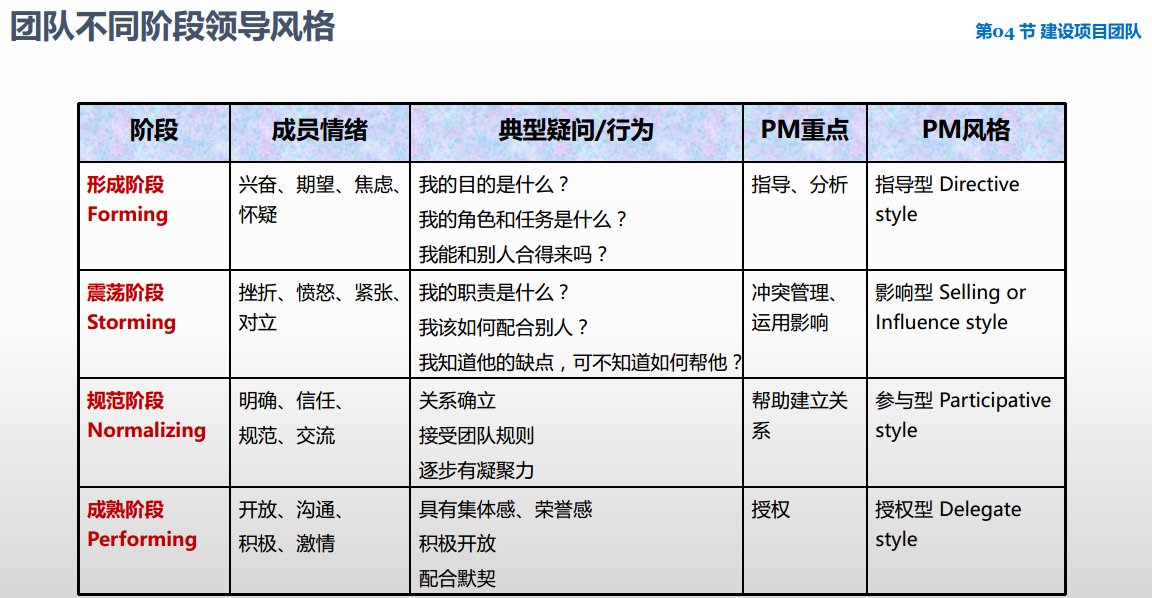 团队不同阶段领导风格
第04 节 建设项目团队
阶段
成员情绪
典型疑问/行为
PM重点
PM风格
形成阶段
Forming
兴奋、期望、焦虑、
怀疑
我的目的是什么？
我的角色和任务是什么？
我能和别人合得来吗？
指导、分析
指导型 Directive
style
震荡阶段
Storming
挫折、愤怒、紧张、
对立
我的职责是什么？
我该如何配合别人？
我知道他的缺点，可不知道如何帮他？
冲突管理、
运用影响
影响型 Selling or
Influence style
规范阶段
Normalizing
明确、信任、
规范、交流
关系确立
接受团队规则
逐步有凝聚力
帮助建立关
系
参与型 Participative
style
成熟阶段
Performing
开放、沟通、
积极、激情
具有集体感、荣誉感
积极开放
配合默契
授权
授权型 Delegate
style